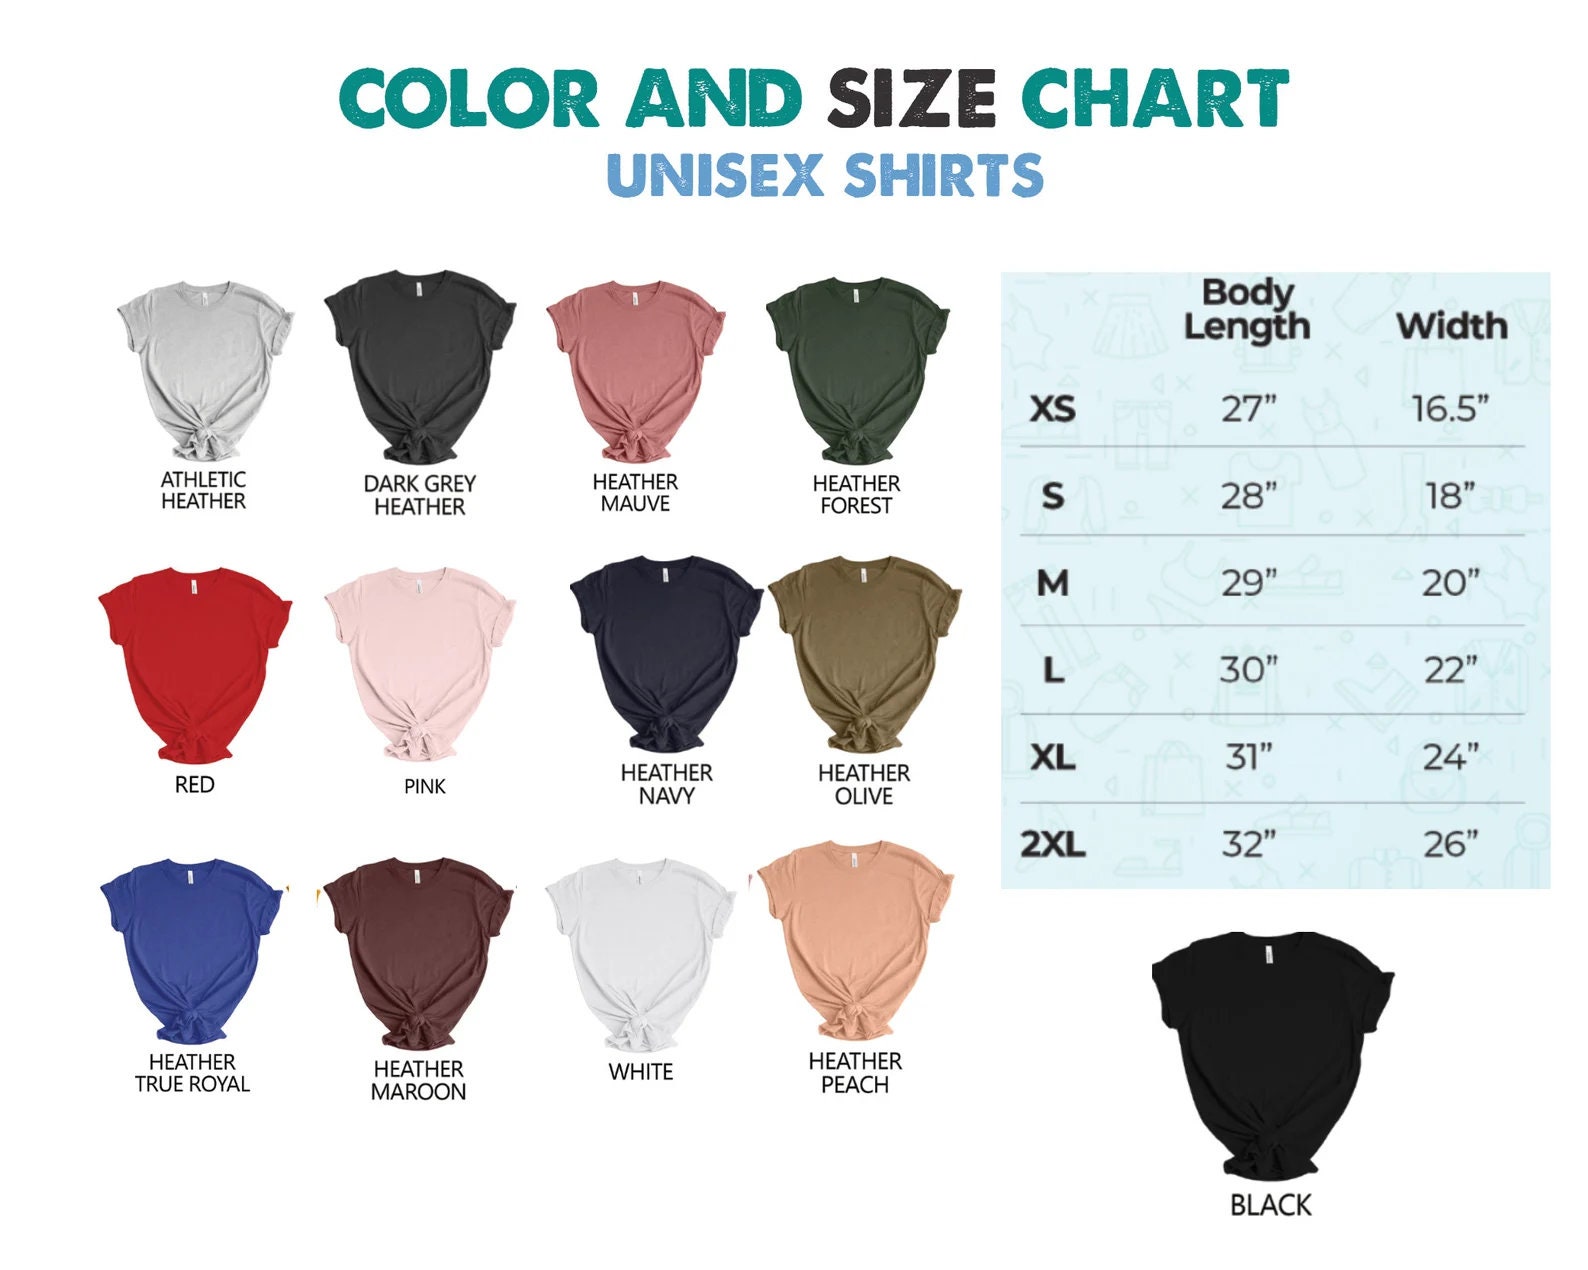 COLOR AND SIZE CHART
UNISEX SHIRTS
ATHLETIC
HEATHER
DARK GREY
HEATHER
HEATHER
MAUVE
HEATHER
FOREST
RED
PINK
HEATHER
NAVY
HEATHER
OLIVE
HEATHER
TRUE ROYAL
HEATHER
MAROON
WHITE
HEATHER
PEACH
Body
Length Width
XS 27” 16.5”
S 28” 18”
M 29” 20”
L 30” 22”
XL 31” 24”
2XL 32” 26”
BLACK